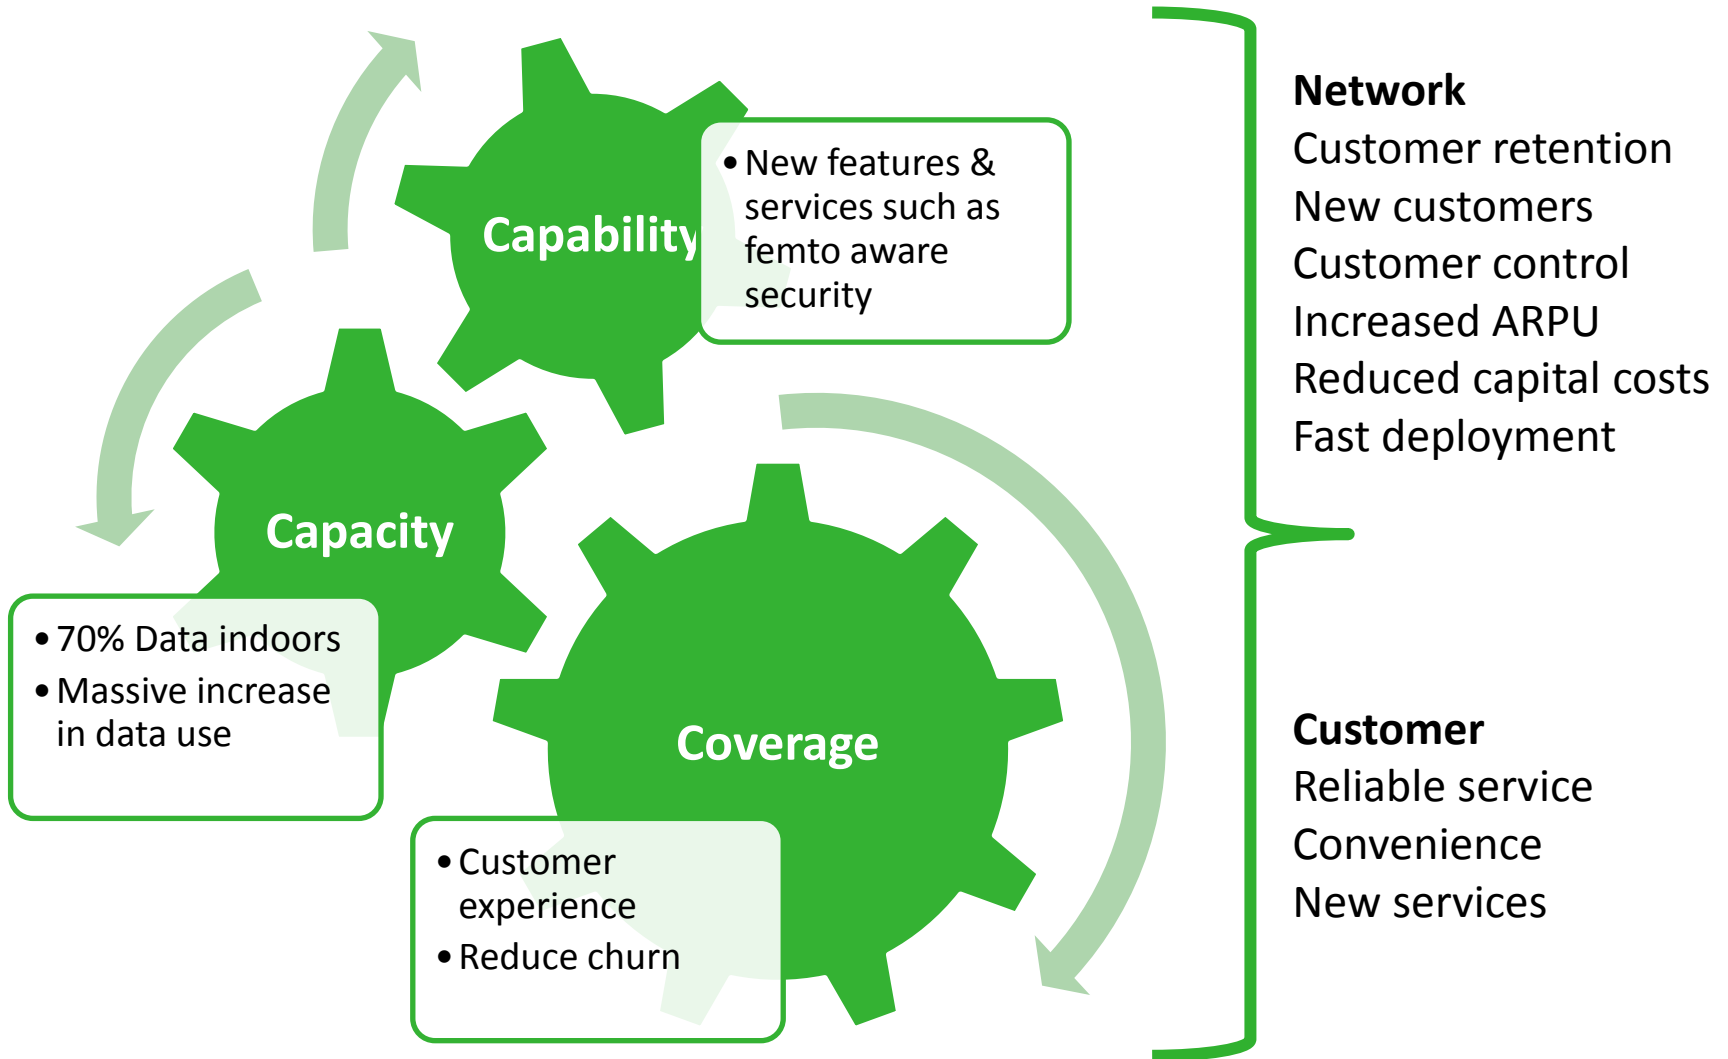 Capability
• New features &
services such as
femto aware
security
Capacity
• 70% Data indoors
• Massive increase
in data use
Coverage
• Customer
experience
• Reduce churn
Network
Customer retention
New customers
Customer control
Increased ARPU
Reduced capital costs
Fast deployment
Customer
Reliable service
Convenience
New services